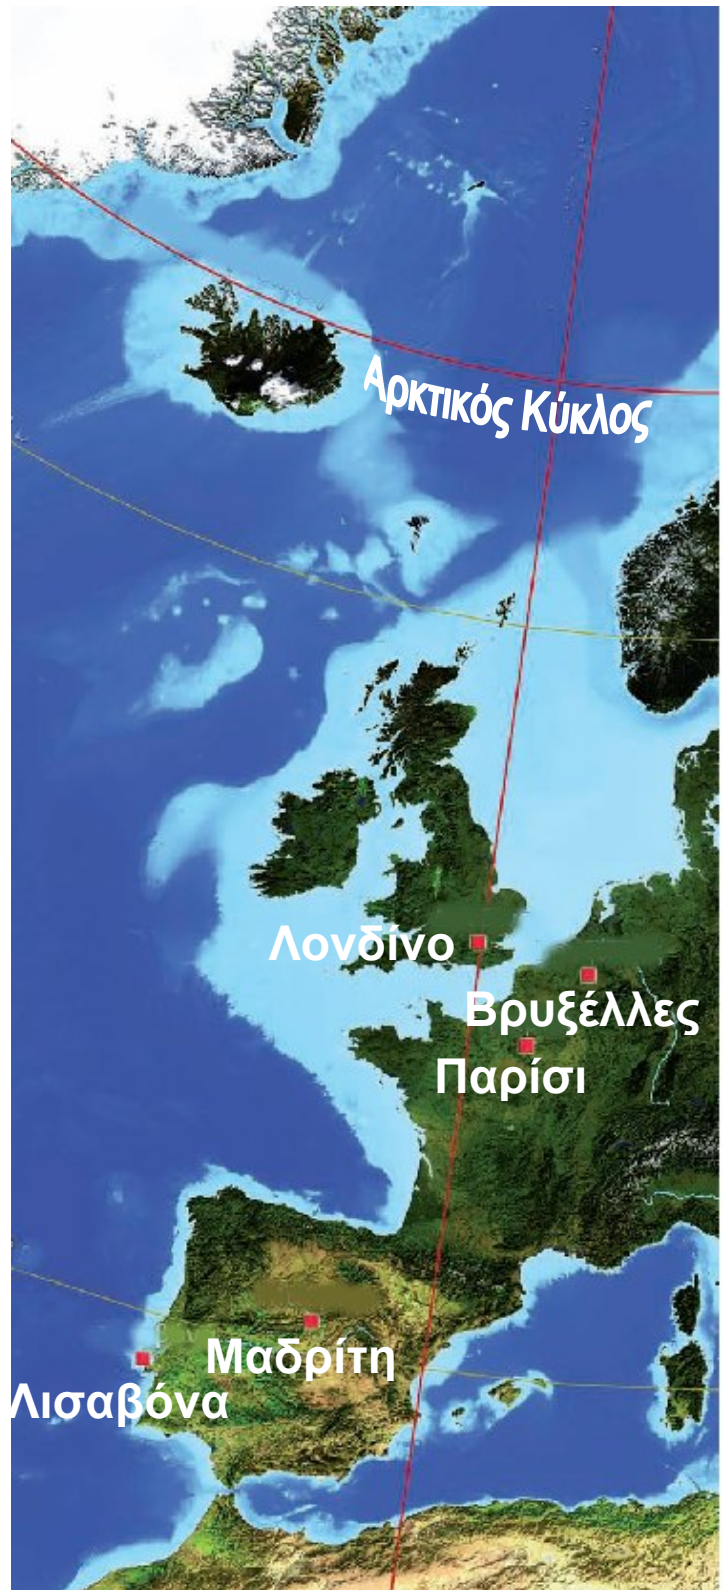 Αρκτικός Κύκλος
Λονδίνο
Βρυξέλλες
Παρίσι
Μαδρίτη
Λισαβόνα